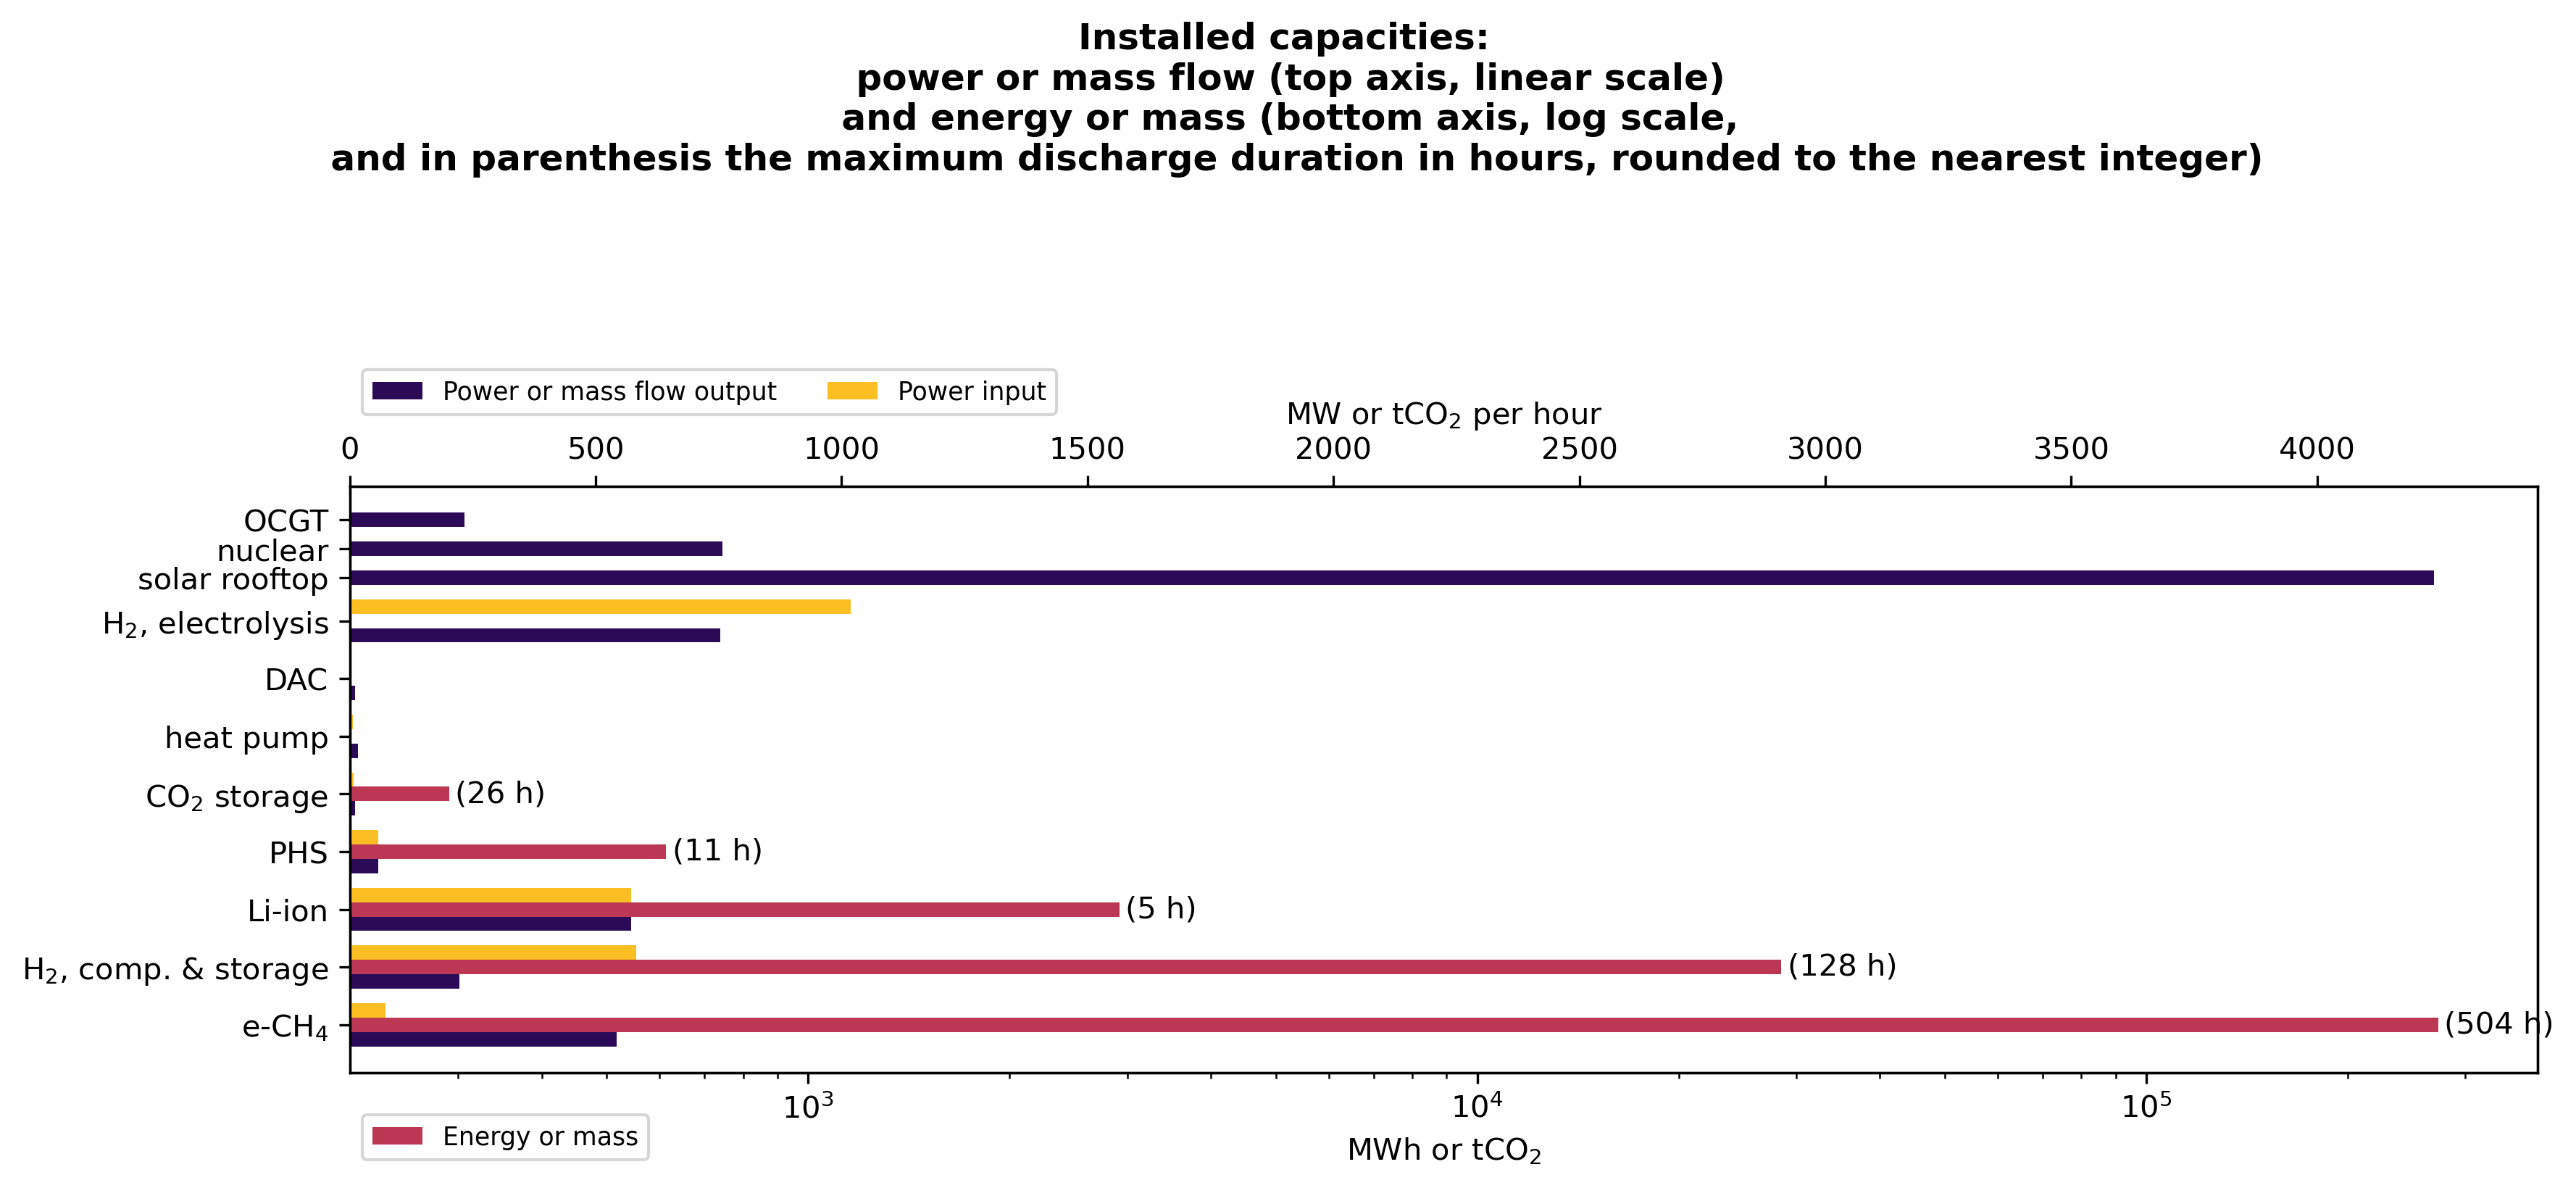 Installed capacities:
power or mass flow (top axis, linear scale)
and energy or mass (bottom axis, log scale,
and in parenthesis the maximum discharge duration in hours, rounded to the nearest integer)
Power or mass flow output Power input
MW or tCO₂ per hour
0 500 1000 1500 2000 2500 3000 3500 4000
OCGT
nuclear
solar rooftop
H₂, electrolysis
DAC
heat pump
CO₂ storage (26 h)
PHS (11 h)
Li-ion (5 h)
H₂, comp. & storage (128 h)
e-CH₄ (504 h)
10³ 10⁴ 10⁵
Energy or mass
MWh or tCO₂